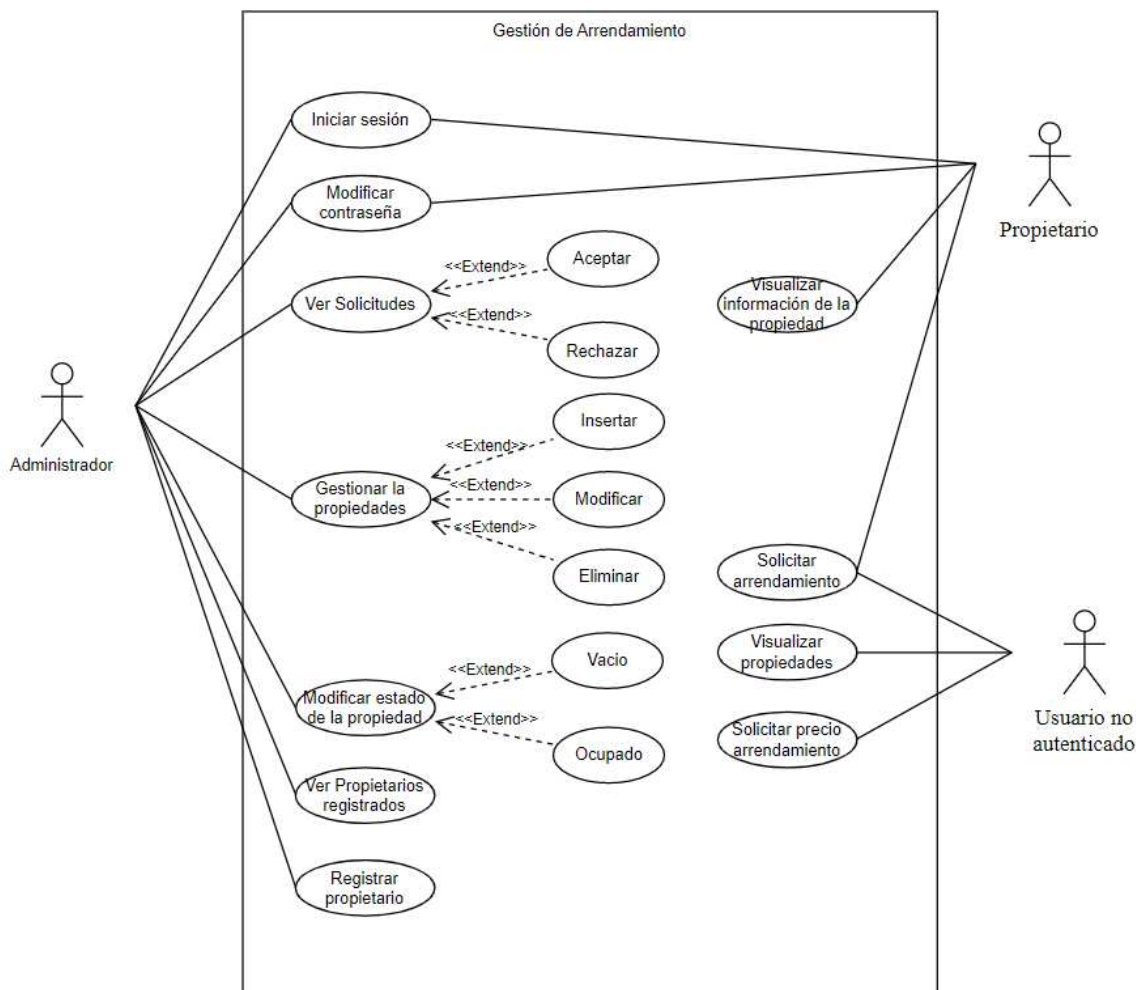 Gestión de Arrendamiento
Iniciar sesión
Modificar
contraseña
Propietario
<<Extend>>
Aceptar
Ver Solicitudes
<<Extend>>
Rechazar
Visualizar
información de la
propiedad
Administrador
Insertar
<<Extend>>
Gestionar la
propiedades
<<Extend>>
Modificar
<<Extend>>
Eliminar
Solicitar
arrendamiento
Vacio
<<Extend>>
Visualizar
propiedades
Modificar estado
de la propiedad
<<Extend>>
Ocupado
Solicitar precio
arrendamiento
Usuario no
autenticado
Ver Propietarios
registrados
Registrar
propietario